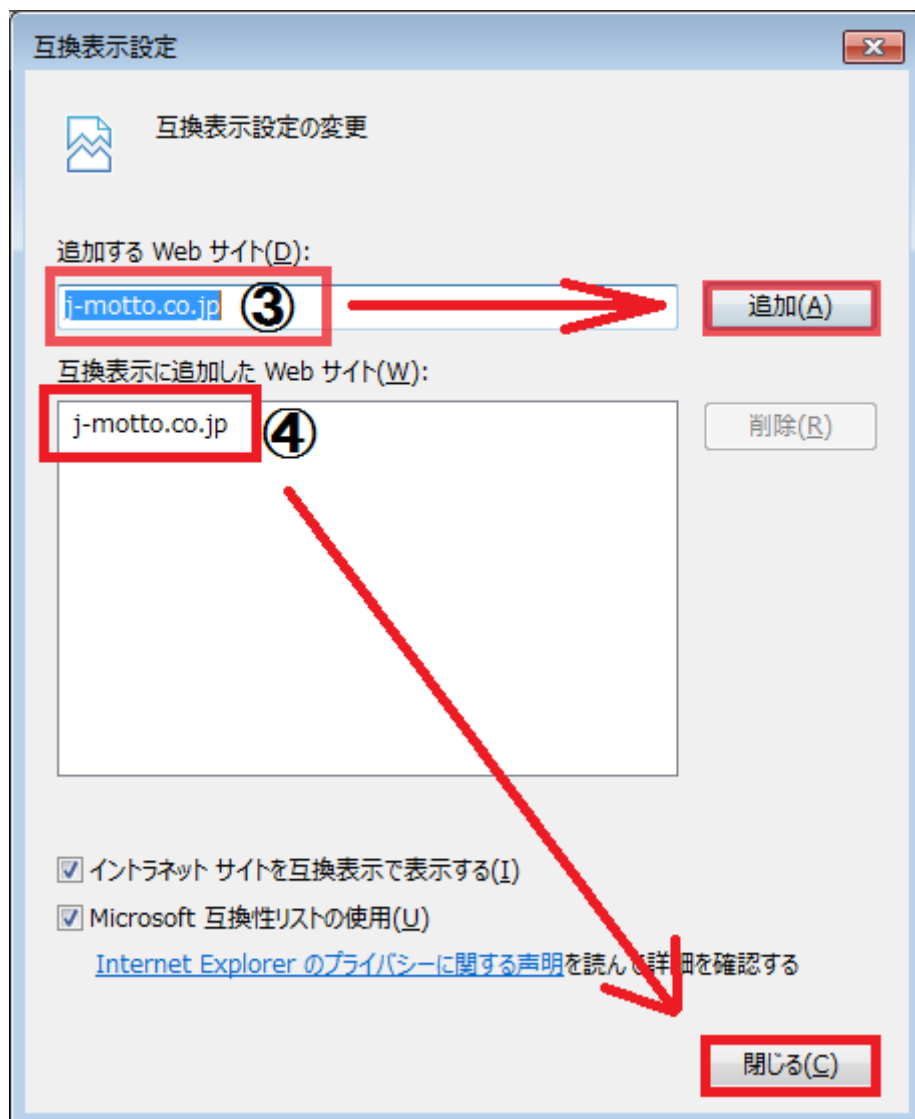 互換表示設定
互換表示設定の変更
追加する Web サイト(D):
j-motto.co.jp ③
追加(A)
互換表示に追加した Web サイト(W):
j-motto.co.jp ④
削除(R)
イントラネット サイトを互換表示で表示する(I)
Microsoft 互換性リストの使用(U)
Internet Explorer のプライバシーに関する声明を読んで詳細を確認する
閉じる(C)